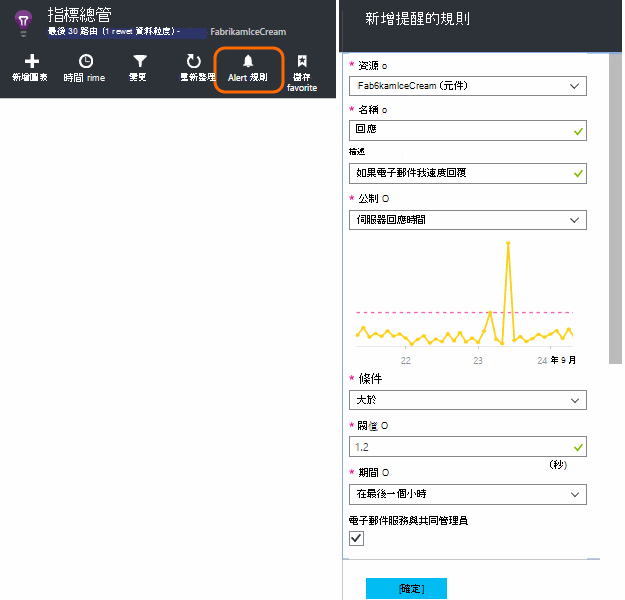 指標總管
最後 30 路由 (1 rewet 資料粒度) -
FabrikamIceCream
新增圖表
時間 rime
變更
重新整理
Alert 規則
儲存
favorite
新增提醒的規則
* 資源 o
Fab6kamIceCream (元件)
* 名稱 o
回應
描述
如果電子郵件我速度回覆
* 公制 O
伺服器回應時間
22
23
24 年 9 月
* 條件
大於
* 閾值 O
1.2
(秒)
* 期間 O
在最後一個小時
電子郵件服務與共同管理員
[確定]